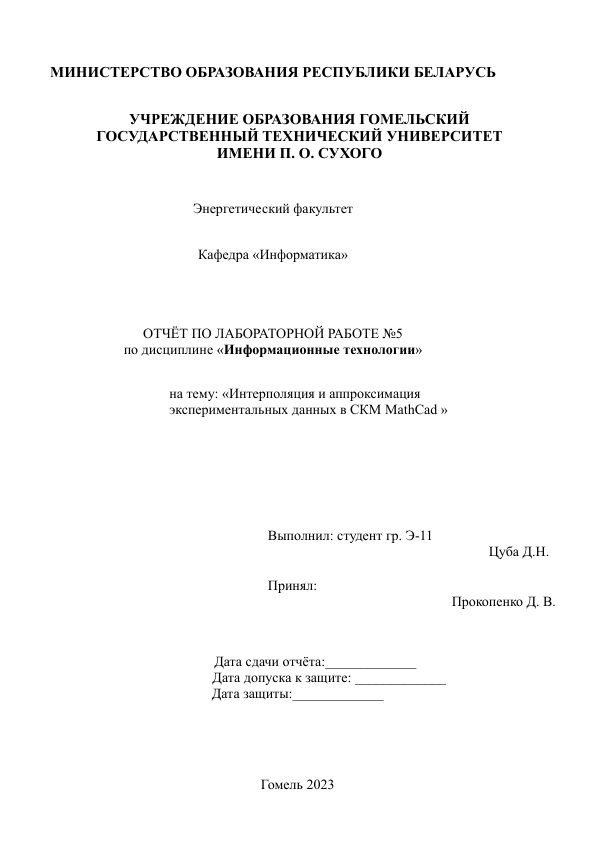 МИНИСТЕРСТВО ОБРАЗОВАНИЯ РЕСПУБЛИКИ БЕЛАРУСЬ
УЧРЕЖДЕНИЕ ОБРАЗОВАНИЯ ГОМЕЛЬСКИЙ
ГОСУДАРСТВЕННЫЙ ТЕХНИЧЕСКИЙ УНИВЕРСИТЕТ
ИМЕНИ П. О. СУХОГО
Энергетический факультет
Кафедра «Информатика»
ОТЧЁТ ПО ЛАБОРАТОРНОЙ РАБОТЕ №5
по дисциплине «Информационные технологии»
на тему: «Интерполяция и аппроксимация
экспериментальных данных в СКМ MathCad »
Выполнил: студент гр. Э-11
Цуба Д.Н.
Принял:
Прокопенко Д. В.
Дата сдачи отчёта:_____________
Дата допуска к защите: _____________
Дата защиты:_____________
Гомель 2023